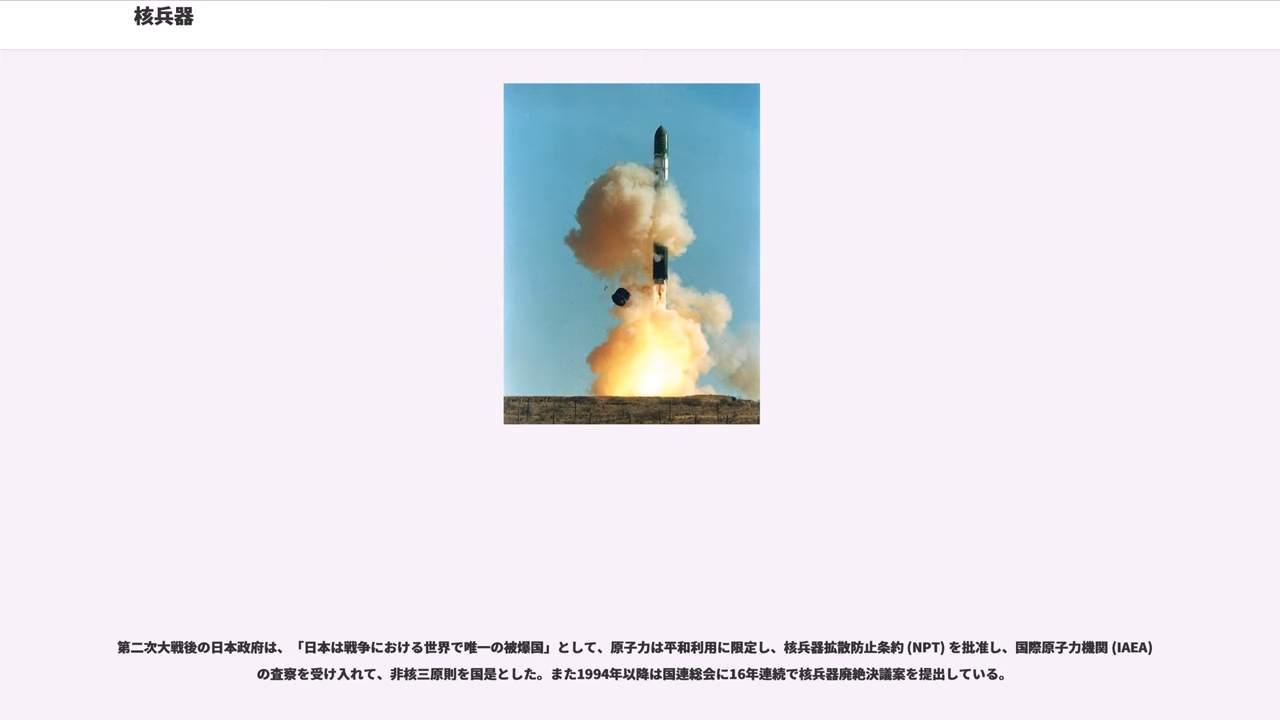 核兵器
第二次大戦後の日本政府は、「日本は戦争における世界で唯一の被爆国」として、原子力は平和利用に限定し、核兵器拡散防止条約 (NPT) を批准し、国際原子力機関 (IAEA)
の査察を受け入れて、非核三原則を国是とした。また1994年以降は国連総会に16年連続で核兵器廃絶決議案を提出している。